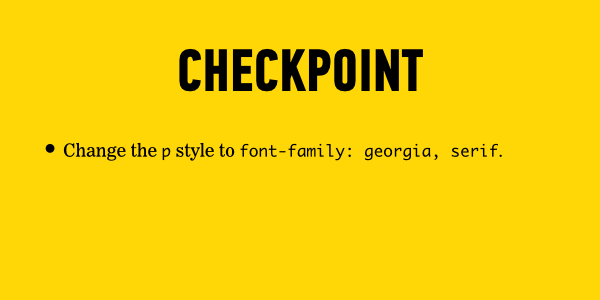 CHECKPOINT
• Change the p style to font-family: georgia, serif.